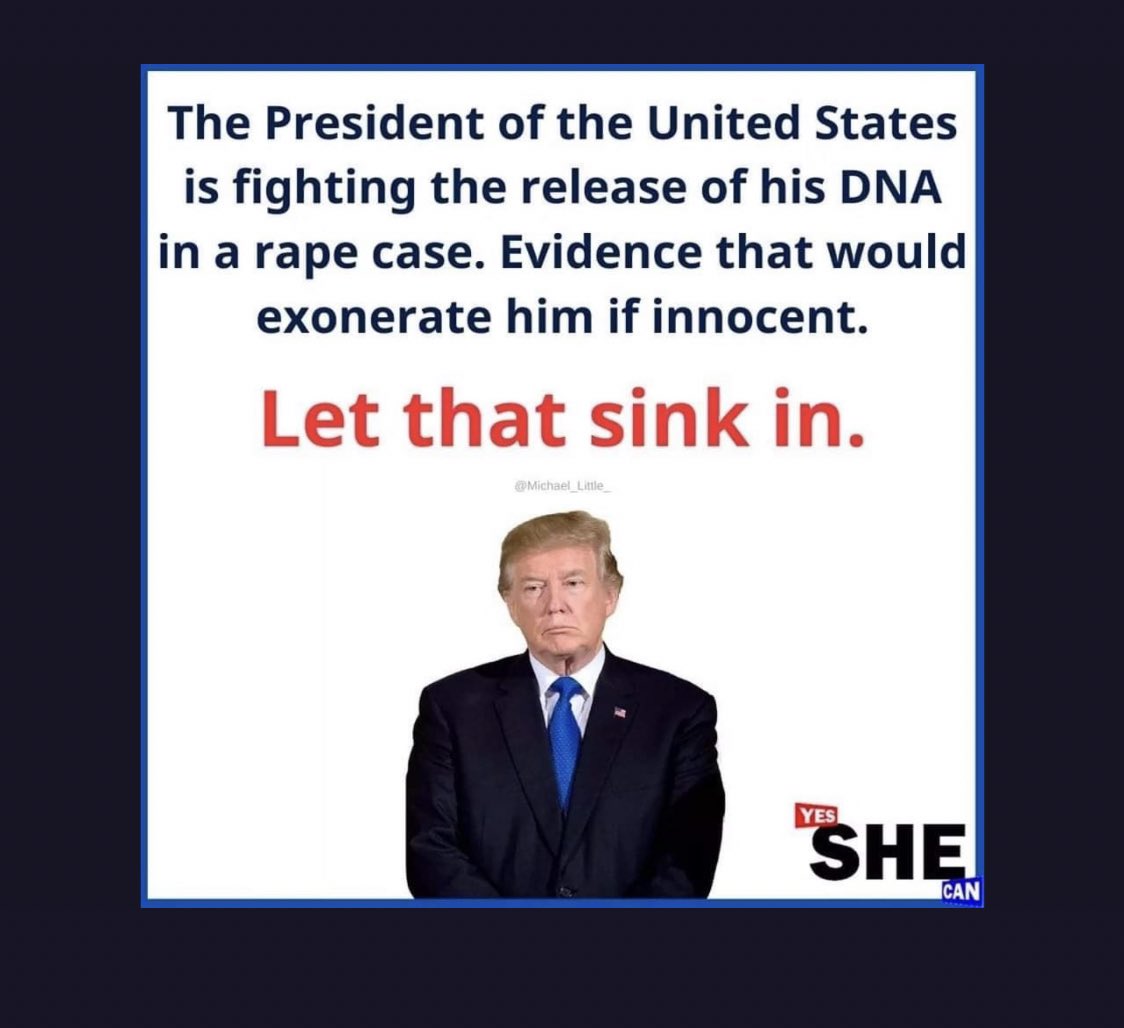 The President of the United States
is fighting the release of his DNA
in a rape case. Evidence that would
exonerate him if innocent.
Let that sink in.
@Michael_Little_
YES
SHE
CAN